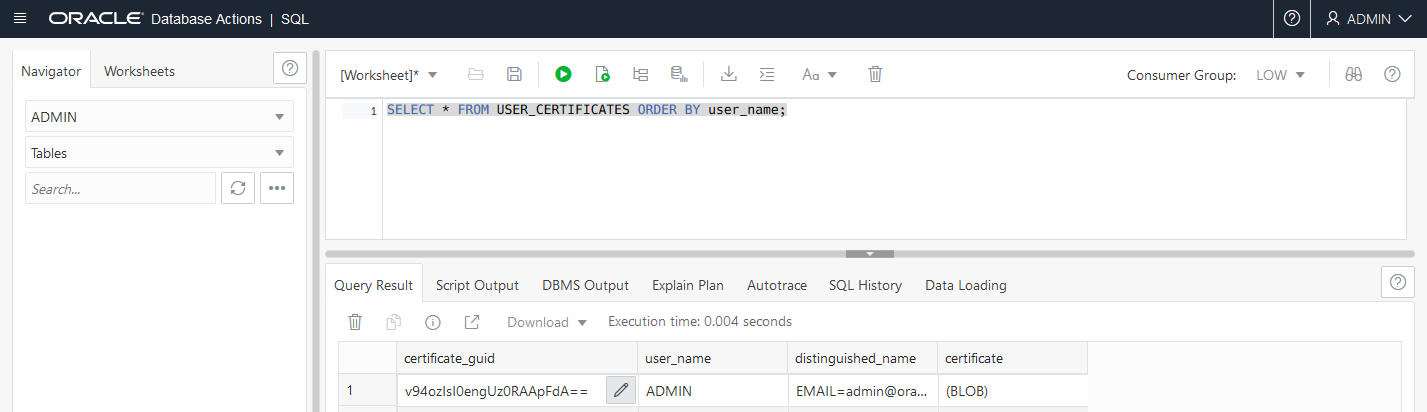 ORACLE Database Actions | SQL
ADMIN
Navigator
Worksheets
ADMIN
Tables
Search...
[Worksheet]*
Aa
Consumer Group: LOW
1 SELECT * FROM USER_CERTIFICATES ORDER BY user_name;
Query Result
Script Output
DBMS Output
Explain Plan
Autotrace
SQL History
Data Loading
Download
Execution time: 0.004 seconds
certificate_guid user_name distinguished_name certificate
1 v94ozIsI0engUz0RAApFdA== ADMIN EMAIL=admin@ora... (BLOB)